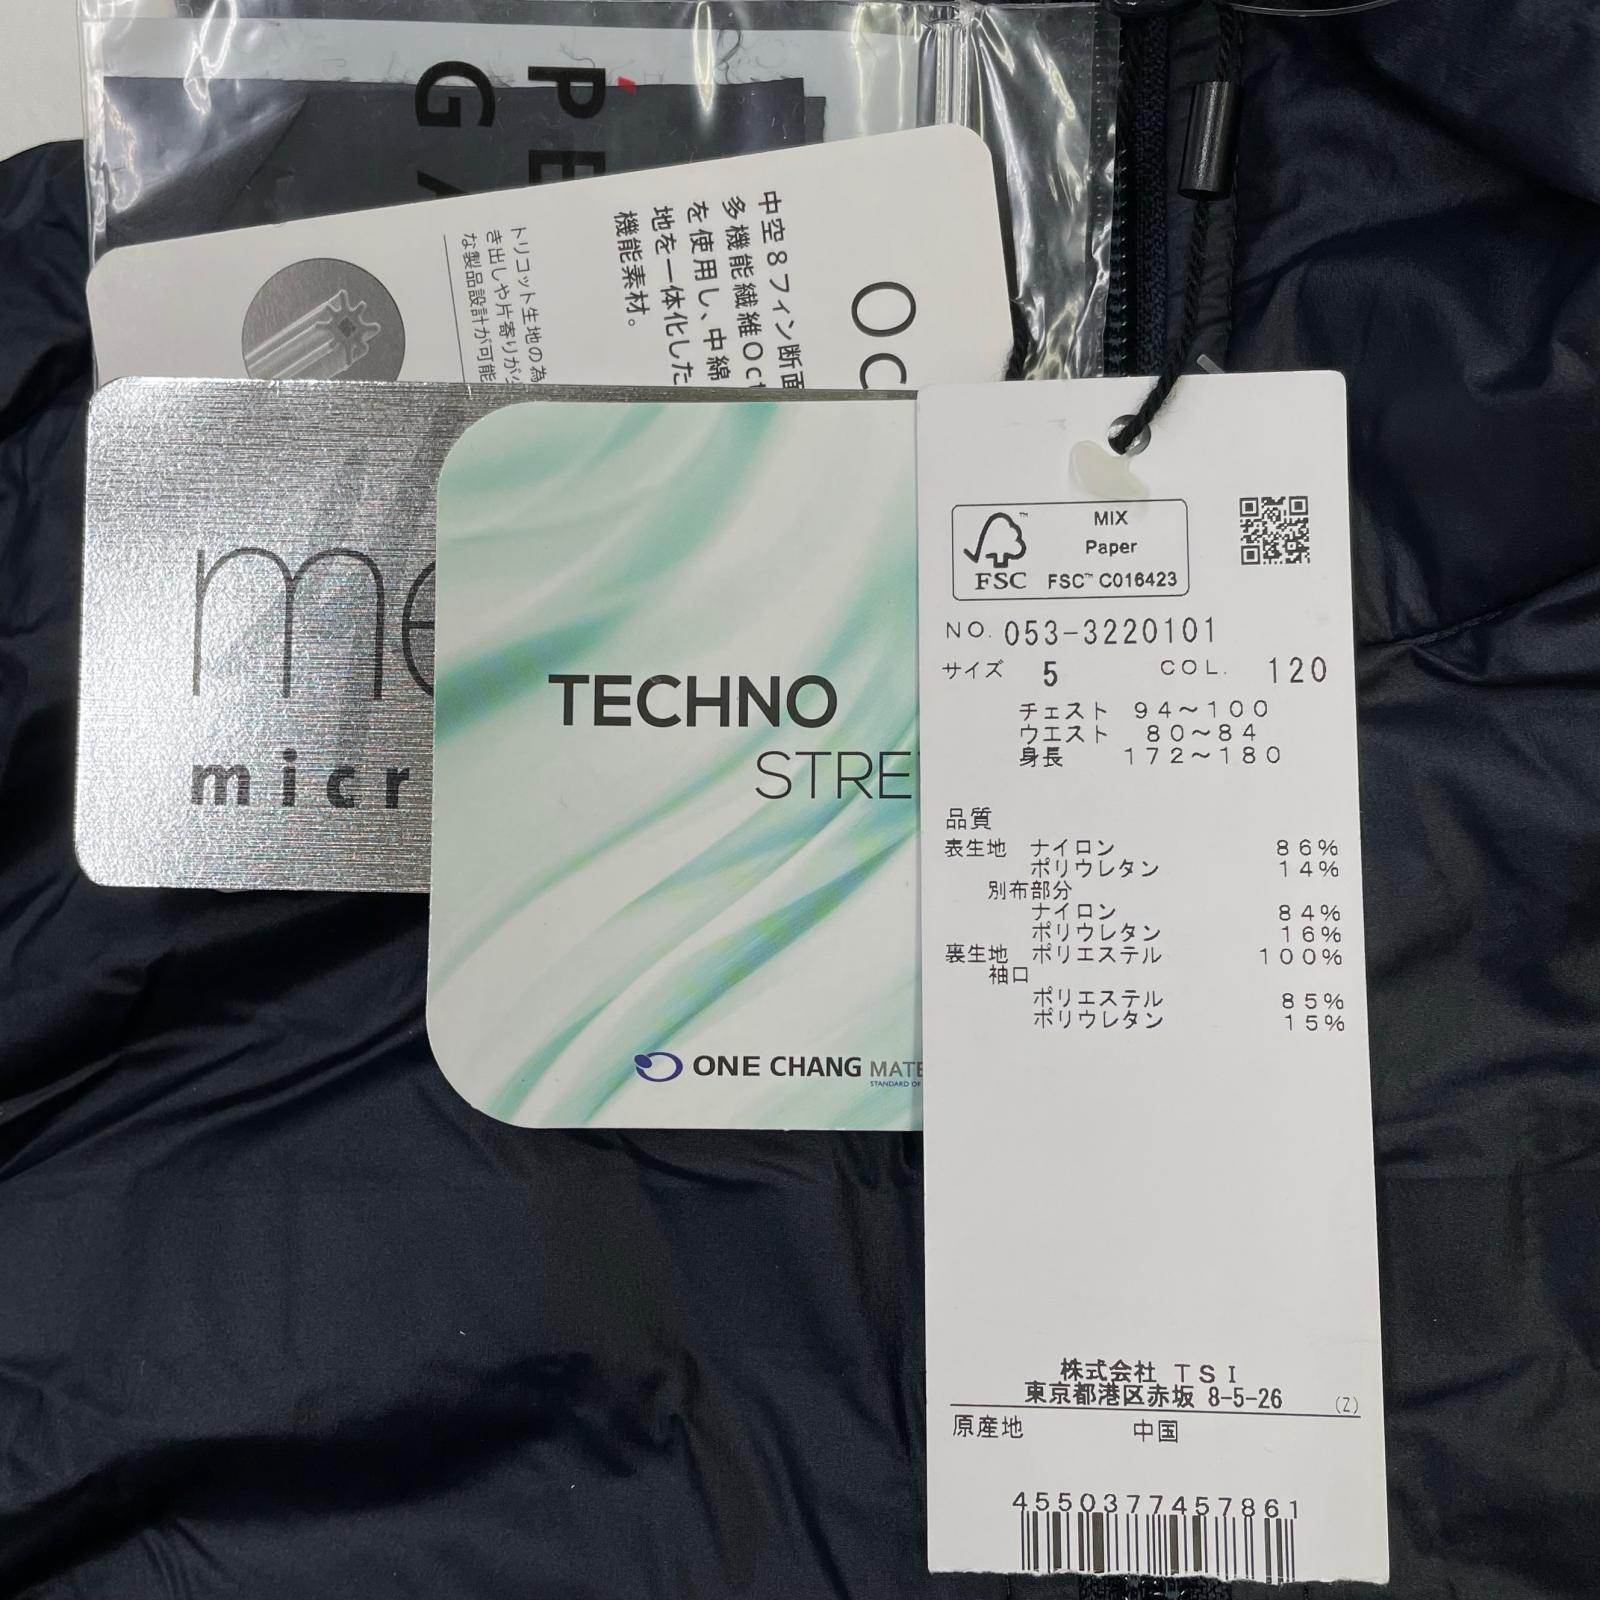 PE
GA
OC
中空8フィン断面
多機能繊維Oct
を使用し、中綿
地を一体化した
機能素材。
トリコット生地の為
き出しや片寄りが少
な製品設計が可能
me
micr
TECHNO
STRE
ONE CHANG MATE
STANDARD OF
MIX
Paper
FSC™ C016423
FSC
NO. 053-3220101
サイズ 5 COL. 120
チェスト 94～100
ウエスト 80～84
身長 172～180
品質
表生地 ナイロン 86%
ポリウレタン 14%
別布部分
ナイロン 84%
ポリウレタン 16%
裏生地 ポリエステル 100%
袖口
ポリエステル 85%
ポリウレタン 15%
株式会社 TSI
東京都港区赤坂 8-5-26 (Z)
原産地 中国
4550377457861